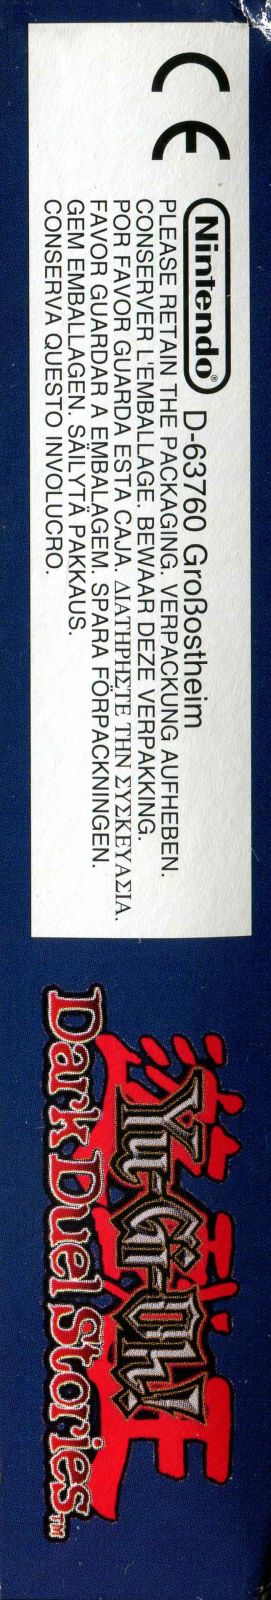 CE
Nintendo® D-63760 Großostheim
PLEASE RETAIN THE PACKAGING. VERPACKUNG AUFHEBEN.
CONSERVER L'EMBALLAGE. BEWAAR DEZE VERPAKKING.
POR FAVOR GUARDA ESTA CAJA. ΔΙΑΤΗΡΗΣΤΕ ΤΗΝ ΣΥΣΚΕΥΑΣΙΑ.
FAVOR GUARDAR A EMBALAGEM. SPARA FÖRPACKNINGEN.
GEM EMBALLAGEN. SÄILYTÄ PAKKAUS.
CONSERVA QUESTO INVOLUCRO.
Yu-Gi-Oh!
Dark Duel Stories™